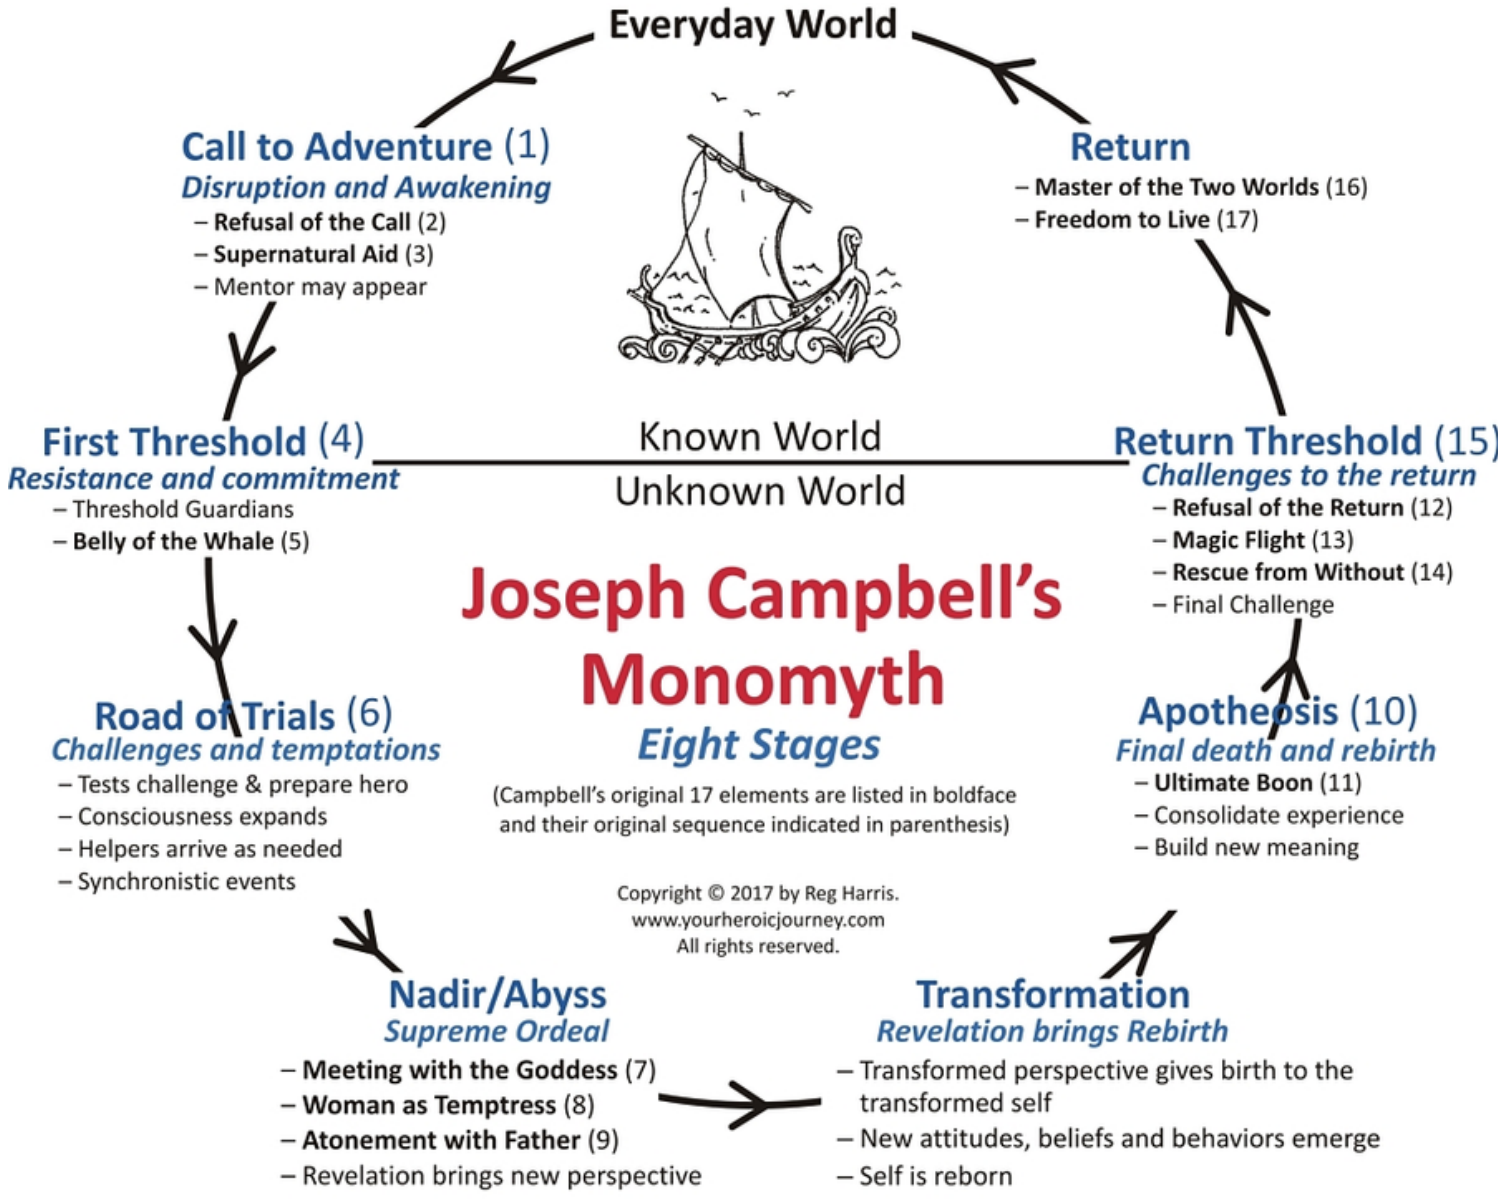 Everyday World
Call to Adventure (1)
Disruption and Awakening
– Refusal of the Call (2)
– Supernatural Aid (3)
– Mentor may appear
Return
– Master of the Two Worlds (16)
– Freedom to Live (17)
First Threshold (4)
Resistance and commitment
– Threshold Guardians
– Belly of the Whale (5)
Known World
Unknown World
Return Threshold (15)
Challenges to the return
– Refusal of the Return (12)
– Magic Flight (13)
– Rescue from Without (14)
– Final Challenge
Joseph Campbell’s
Monomyth
Eight Stages
(Campbell’s original 17 elements are listed in boldface
and their original sequence indicated in parenthesis)
Copyright © 2017 by Reg Harris.
www.yourheroicjourney.com
All rights reserved.
Road of Trials (6)
Challenges and temptations
– Tests challenge & prepare hero
– Consciousness expands
– Helpers arrive as needed
– Synchronistic events
Apotheosis (10)
Final death and rebirth
– Ultimate Boon (11)
– Consolidate experience
– Build new meaning
Nadir/Abyss
Supreme Ordeal
– Meeting with the Goddess (7)
– Woman as Temptress (8)
– Atonement with Father (9)
– Revelation brings new perspective
Transformation
Revelation brings Rebirth
– Transformed perspective gives birth to the
transformed self
– New attitudes, beliefs and behaviors emerge
– Self is reborn